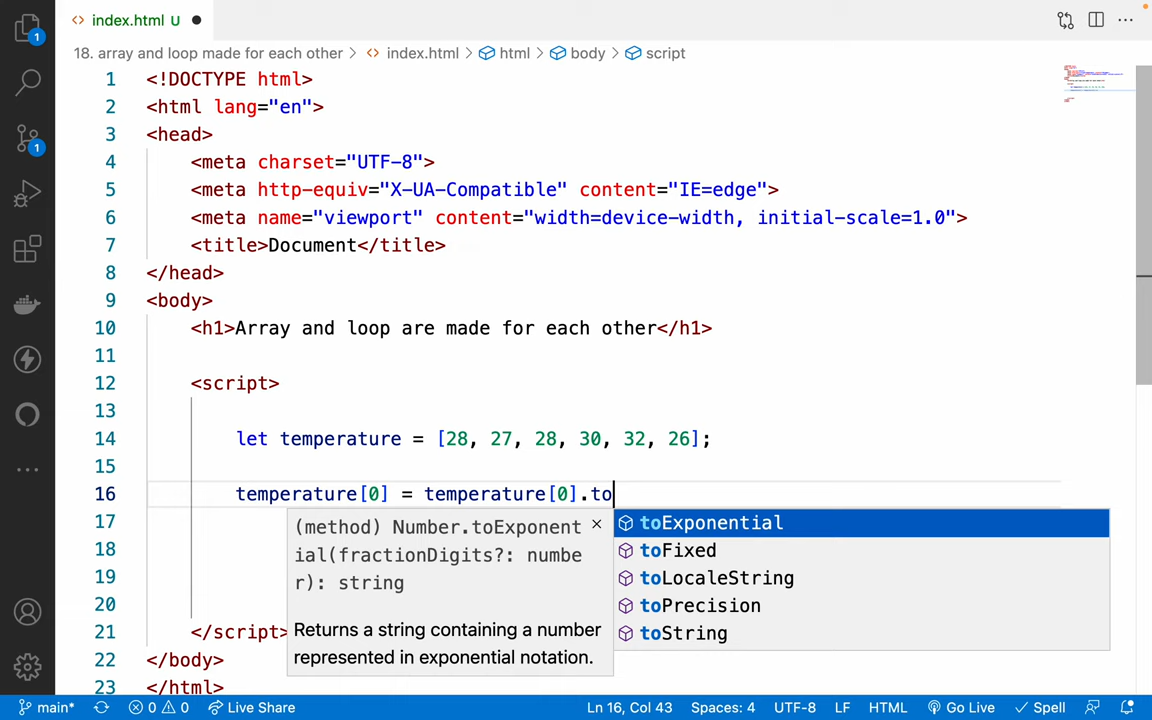 index.html U
18. array and loop made for each other > index.html > html > body > script
1 <!DOCTYPE html>
2 <html lang="en">
3 <head>
4 <meta charset="UTF-8">
5 <meta http-equiv="X-UA-Compatible" content="IE=edge">
6 <meta name="viewport" content="width=device-width, initial-scale=1.0">
7 <title>Document</title>
8 </head>
9 <body>
10 <h1>Array and loop are made for each other</h1>
11
12 <script>
13
14 let temperature = [28, 27, 28, 30, 32, 26];
15
16 temperature[0] = temperature[0].to
17
18
19
20
21 </script>
22 </body>
23 </html>
(method) Number.toExponent
ial(fractionDigits?: numbe
r): string
Returns a string containing a number
represented in exponential notation.
toExponential
toFixed
toLocaleString
toPrecision
toString
1
1
main* 0 0 Live Share Ln 16, Col 43 Spaces: 4 UTF-8 LF HTML Go Live Spell